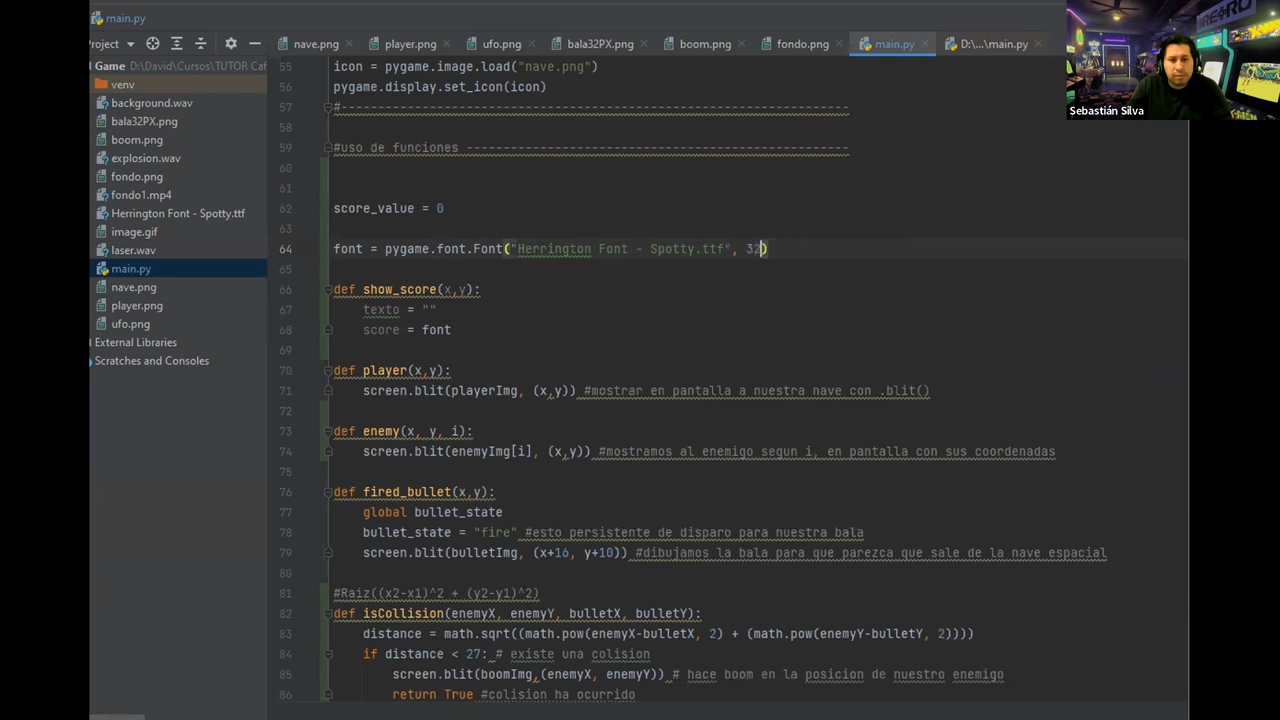 main.py
Project
nave.png
player.png
ufo.png
bala32PX.png
boom.png
fondo.png
main.py
D:\...\main.py
RETRO
Sebastián Silva
Game D:\David\Cursos\TUTOR Caf
venv
background.wav
bala32PX.png
boom.png
explosion.wav
fondo.png
fondo1.mp4
Herrington Font - Spotty.ttf
image.gif
laser.wav
main.py
nave.png
player.png
ufo.png
External Libraries
Scratches and Consoles
55 icon = pygame.image.load("nave.png")
56 pygame.display.set_icon(icon)
57 #---------------------------------------------------------------------
58
59 #uso de funciones ----------------------------------------------------
60
61
62 score_value = 0
63
64 font = pygame.font.Font("Herrington Font - Spotty.ttf", 32)
65
66 def show_score(x,y):
67 texto = ""
68 score = font
69
70 def player(x,y):
71 screen.blit(playerImg, (x,y)) #mostrar en pantalla a nuestra nave con .blit()
72
73 def enemy(x, y, i):
74 screen.blit(enemyImg[i], (x,y)) #mostramos al enemigo segun i, en pantalla con sus coordenadas
75
76 def fired_bullet(x,y):
77 global bullet_state
78 bullet_state = "fire" #esto persistente de disparo para nuestra bala
79 screen.blit(bulletImg, (x+16, y+10)) #dibujamos la bala para que parezca que sale de la nave espacial
80
81 #Raiz((x2-x1)^2 + (y2-y1)^2)
82 def isCollision(enemyX, enemyY, bulletX, bulletY):
83 distance = math.sqrt((math.pow(enemyX-bulletX, 2) + (math.pow(enemyY-bulletY, 2))))
84 if distance < 27: # existe una colision
85 screen.blit(boomImg,(enemyX, enemyY)) # hace boom en la posicion de nuestro enemigo
86 return True #colision ha ocurrido